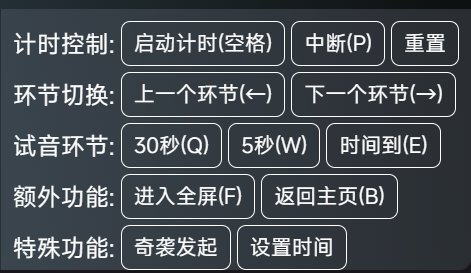 计时控制: 启动计时(空格) 中断(P) 重置
环节切换: 上一个环节(←) 下一个环节(→)
试音环节: 30秒(Q) 5秒(W) 时间到(E)
额外功能: 进入全屏(F) 返回主页(B)
特殊功能: 奇袭发起 设置时间